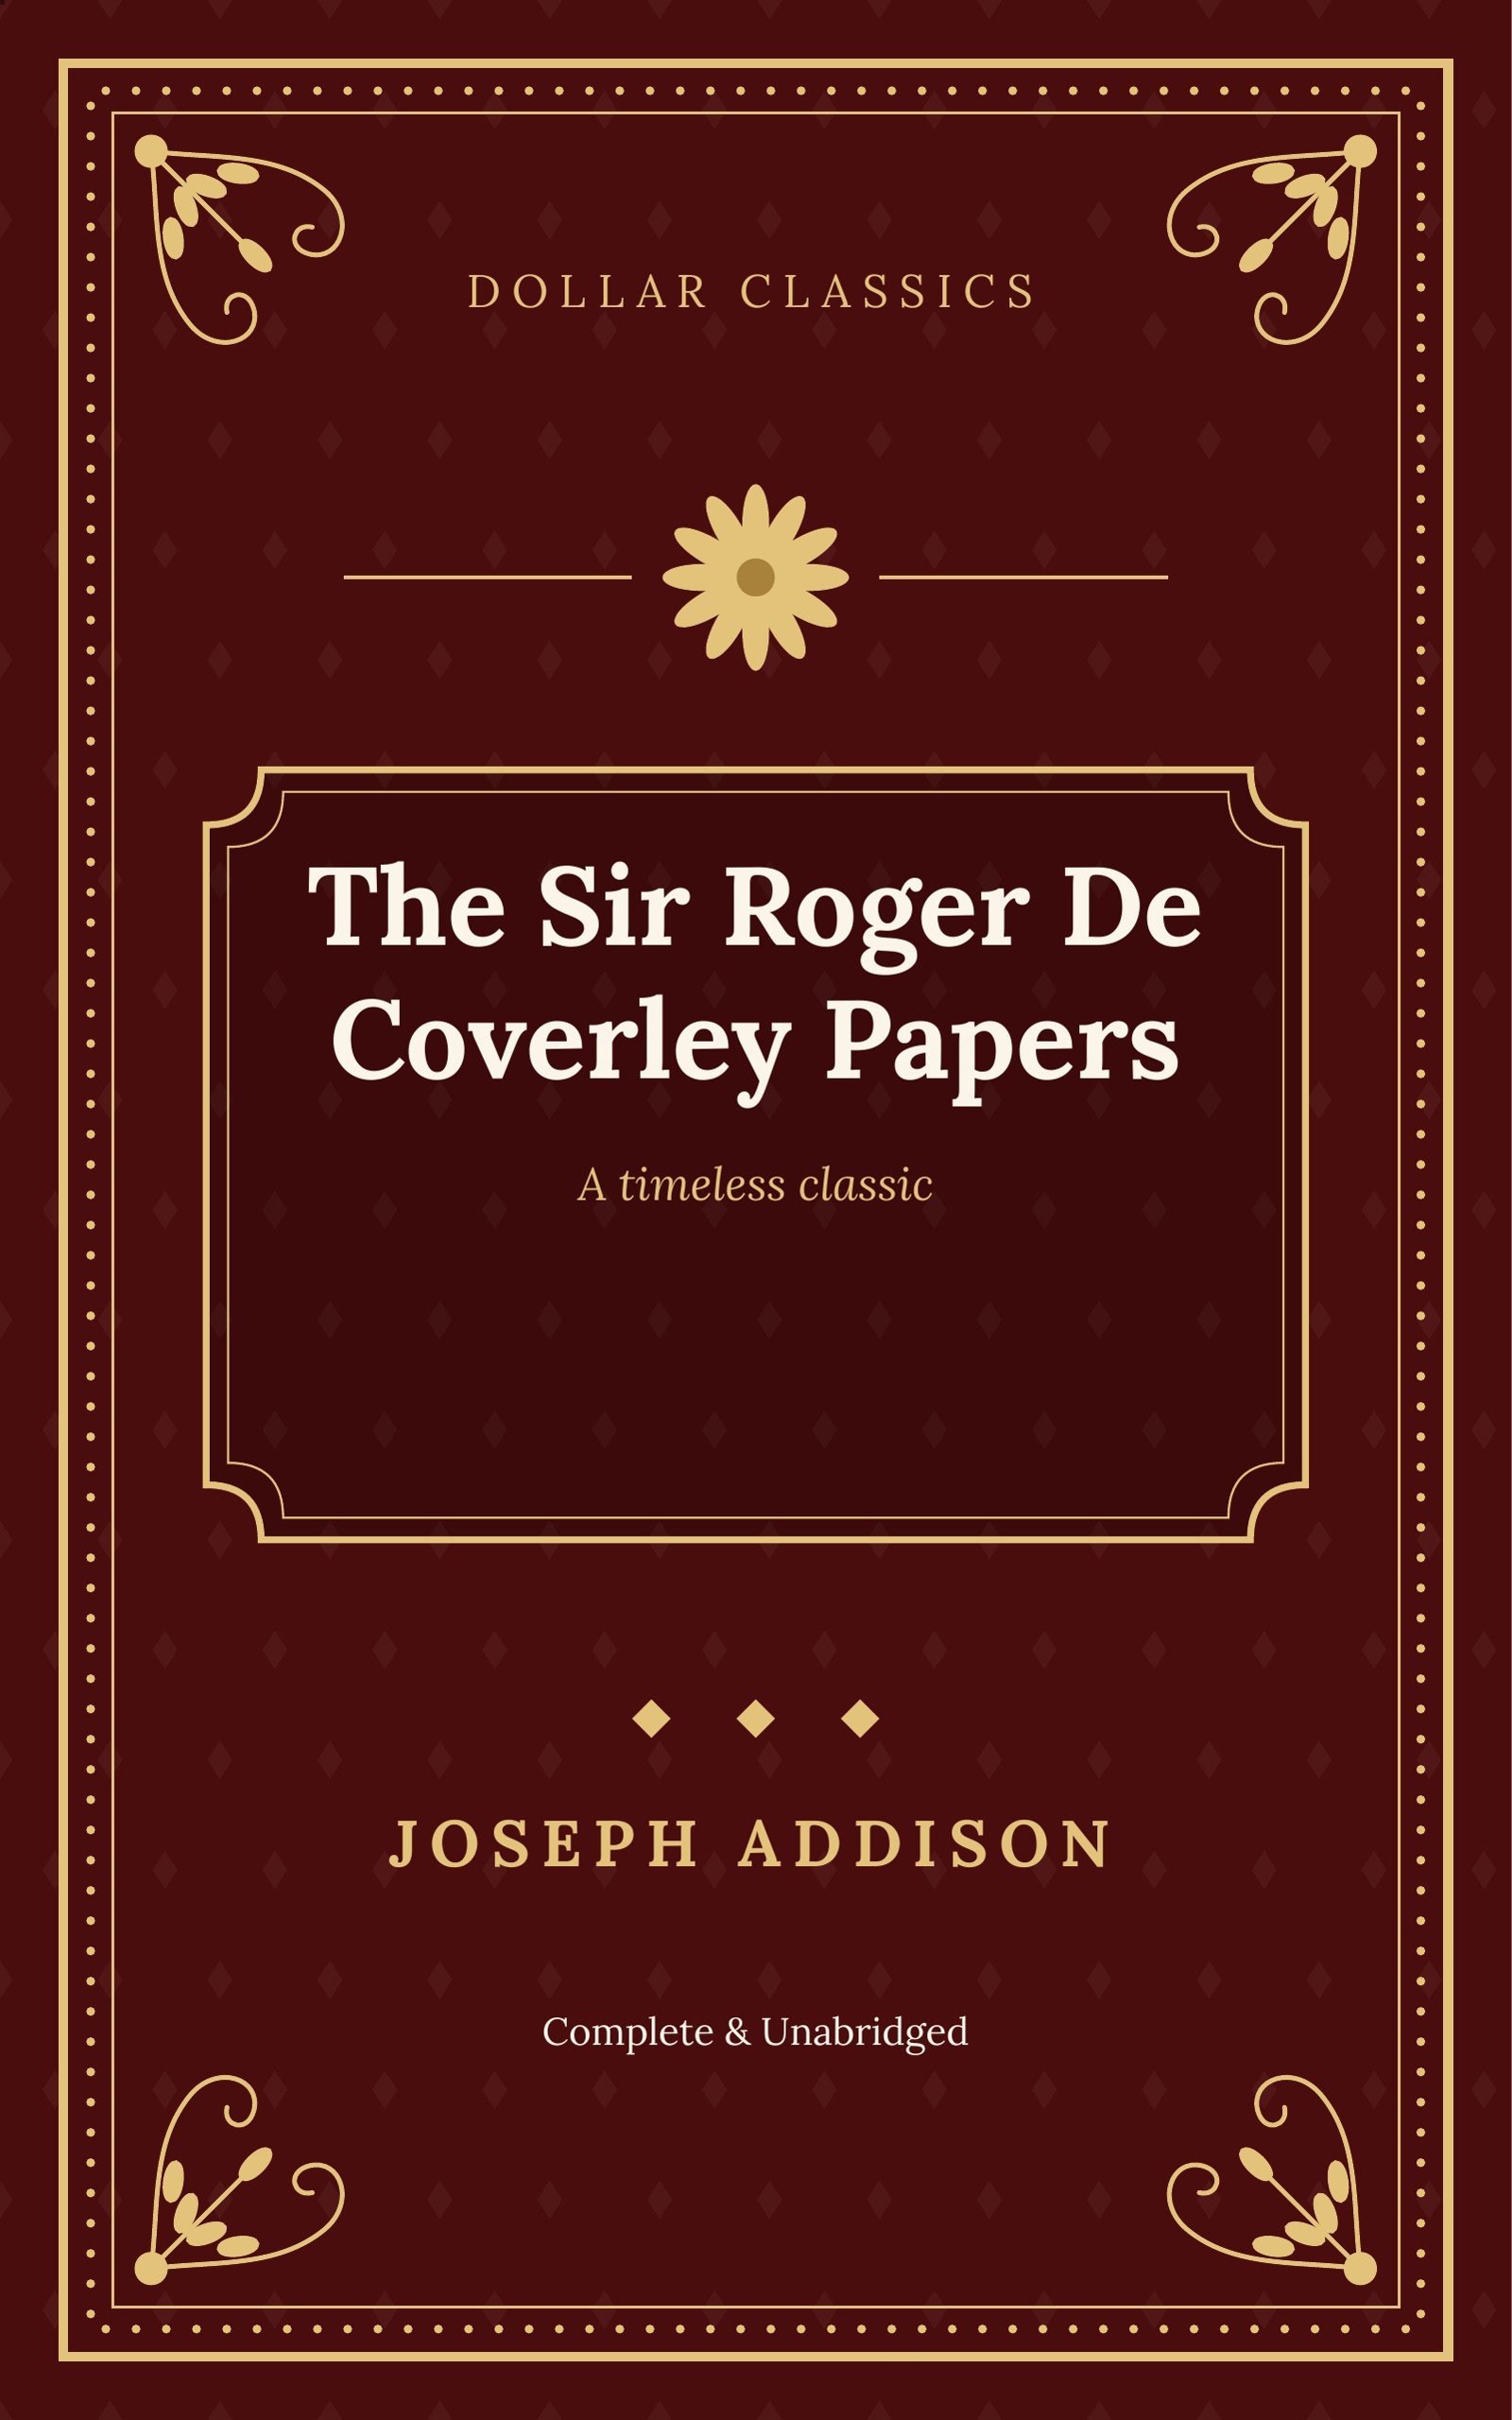 DOLLAR CLASSICS
The Sir Roger De
Coverley Papers
A timeless classic
JOSEPH ADDISON
Complete & Unabridged